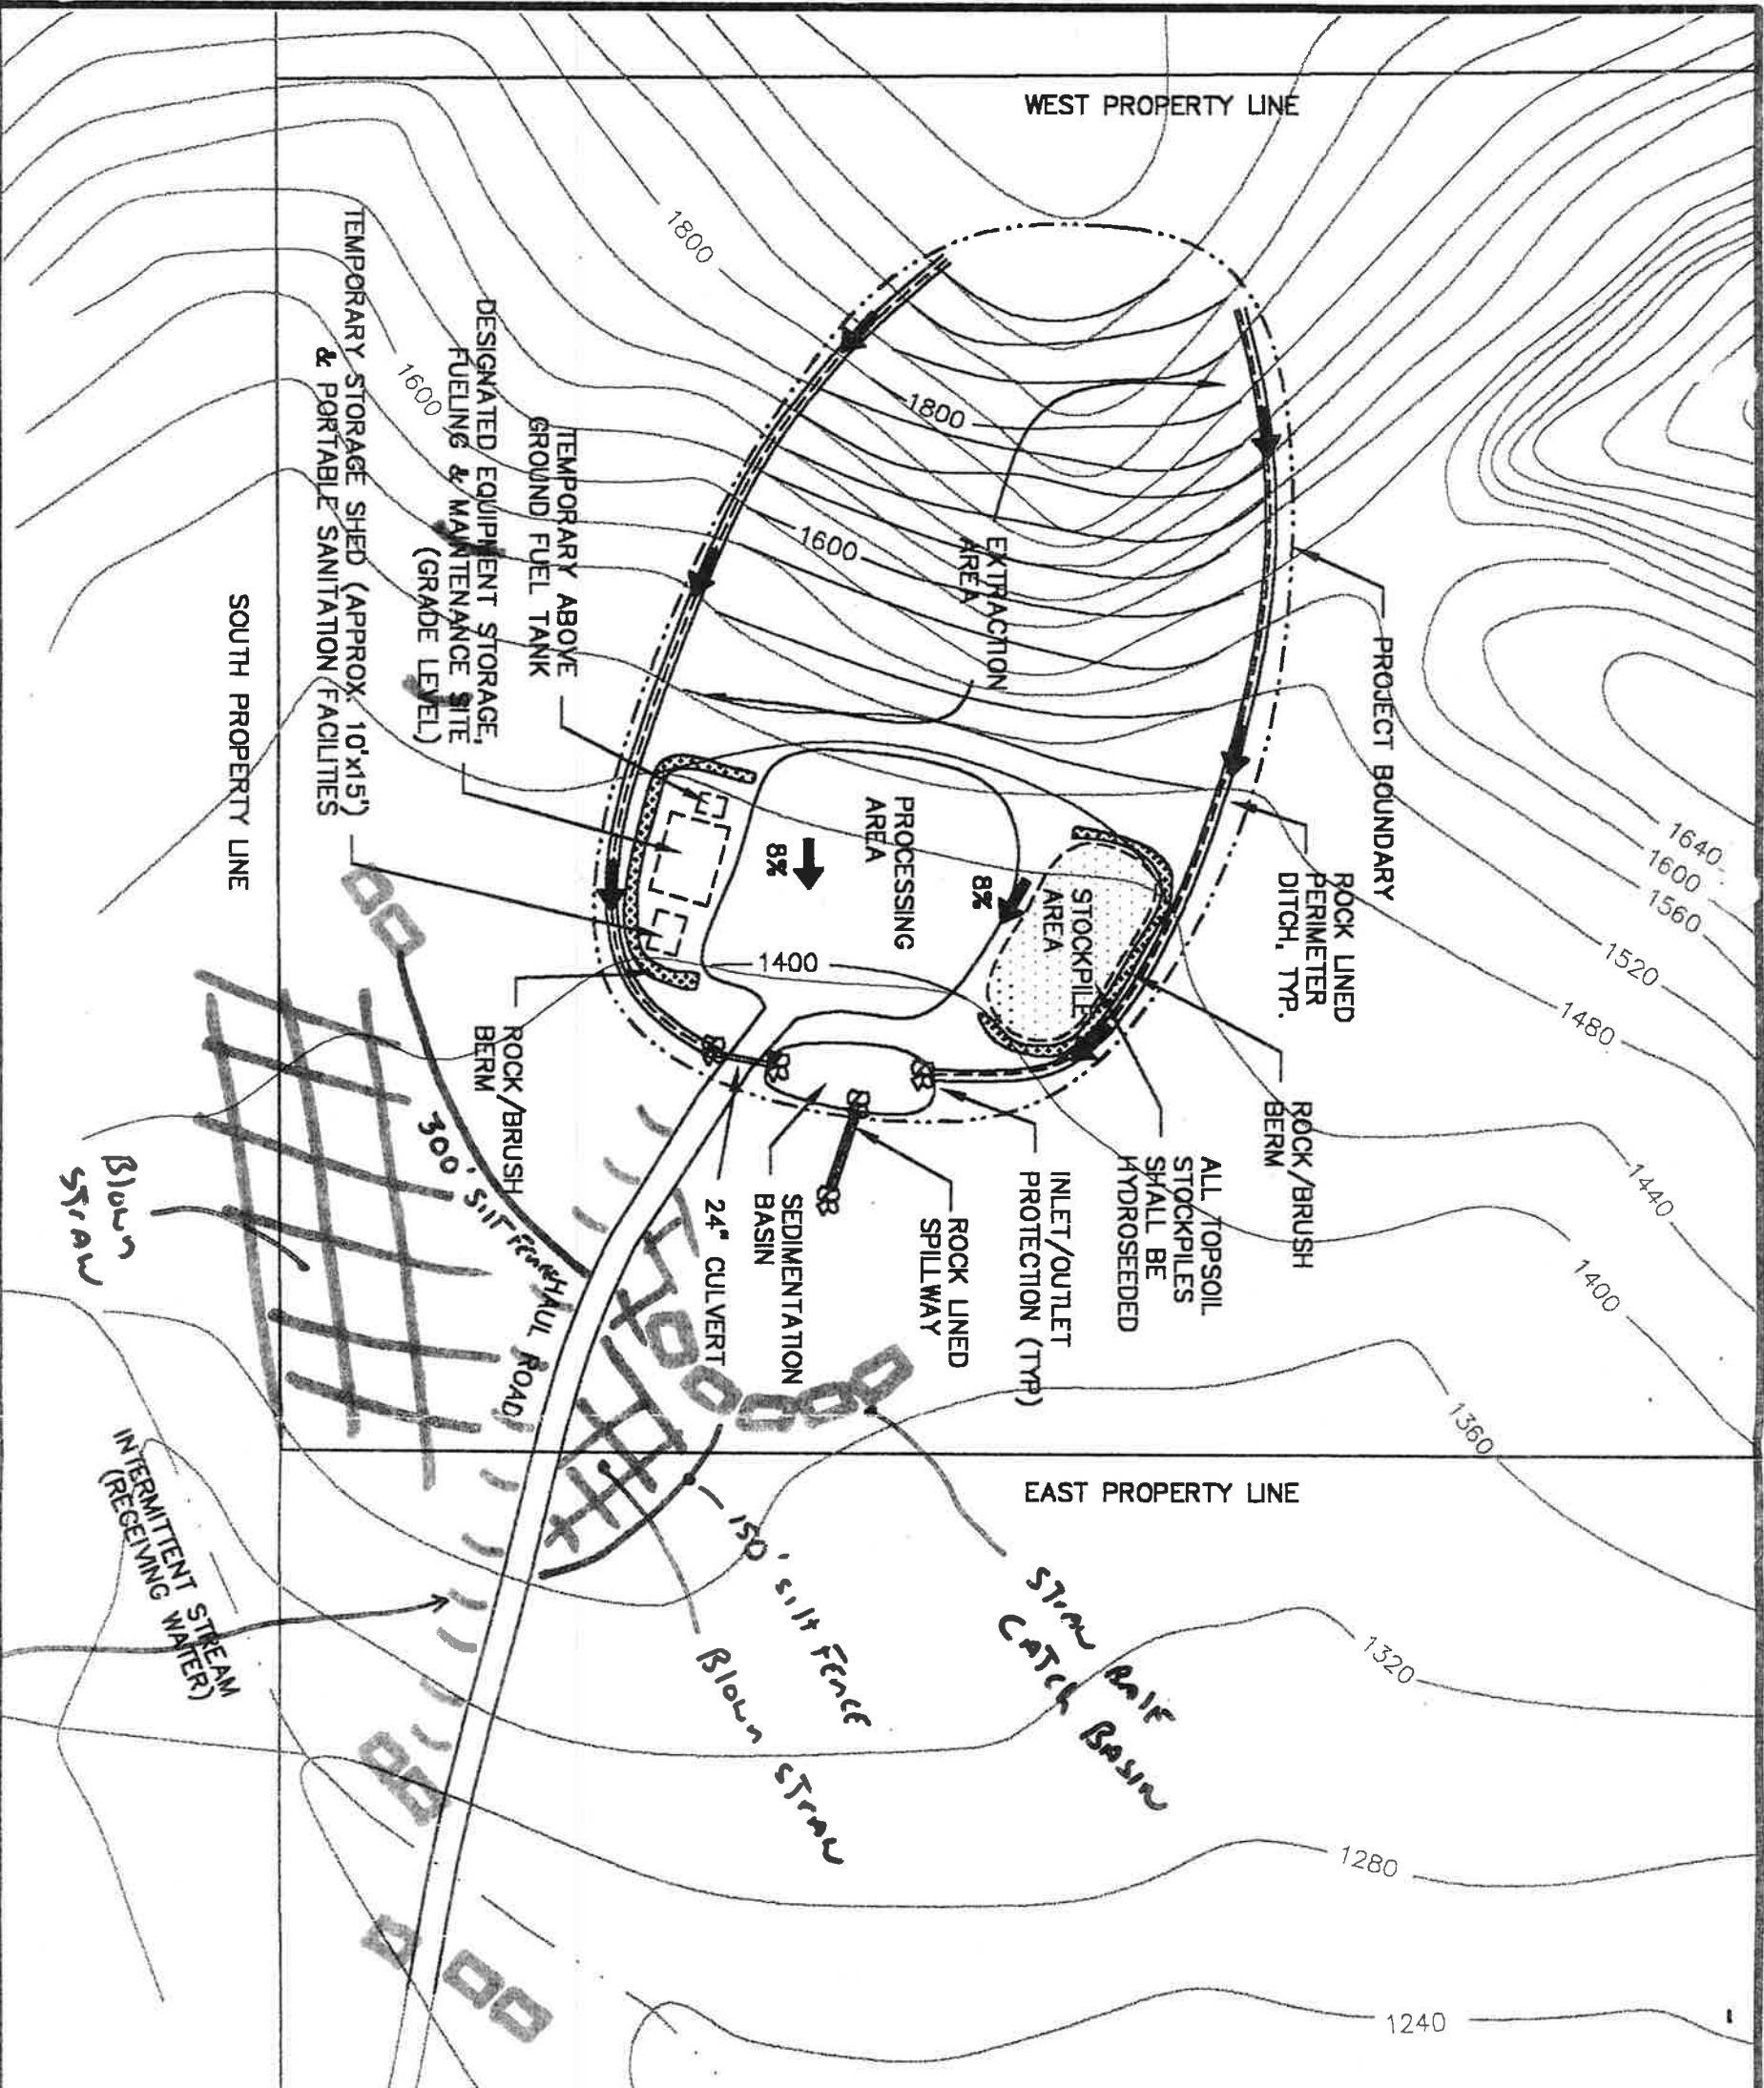 WEST PROPERTY LINE
1800
1800
1600
1600
EXTRACTION
AREA
PROJECT BOUNDARY
TEMPORARY ABOVE
GROUND FUEL TANK
DESIGNATED EQUIPMENT STORAGE,
FUELING & MAINTENANCE SITE
(GRADE LEVEL)
TEMPORARY STORAGE SHED (APPROX. 10'x15')
& PORTABLE SANITATION FACILITIES
SOUTH PROPERTY LINE
PROCESSING
AREA
8%
8%
STOCKPILE
AREA
1400
ROCK LINED
PERIMETER
DITCH, TYP.
1640
1600
1560
1520
1480
1440
1400
1360
1320
1280
1240
ROCK/BRUSH
BERM
ROCK/BRUSH
BERM
ALL TOPSOIL
STOCKPILES
SHALL BE
HYDROSEEDED
INLET/OUTLET
PROTECTION (TYP)
ROCK LINED
SPILLWAY
SEDIMENTATION
BASIN
24" CULVERT
300' Silt Fence
HAUL ROAD
Blown
Straw
EAST PROPERTY LINE
150' silt Fence
Blown Straw
Straw Bale
Catch Basin
INTERMITTENT STREAM
(RECEIVING WATER)